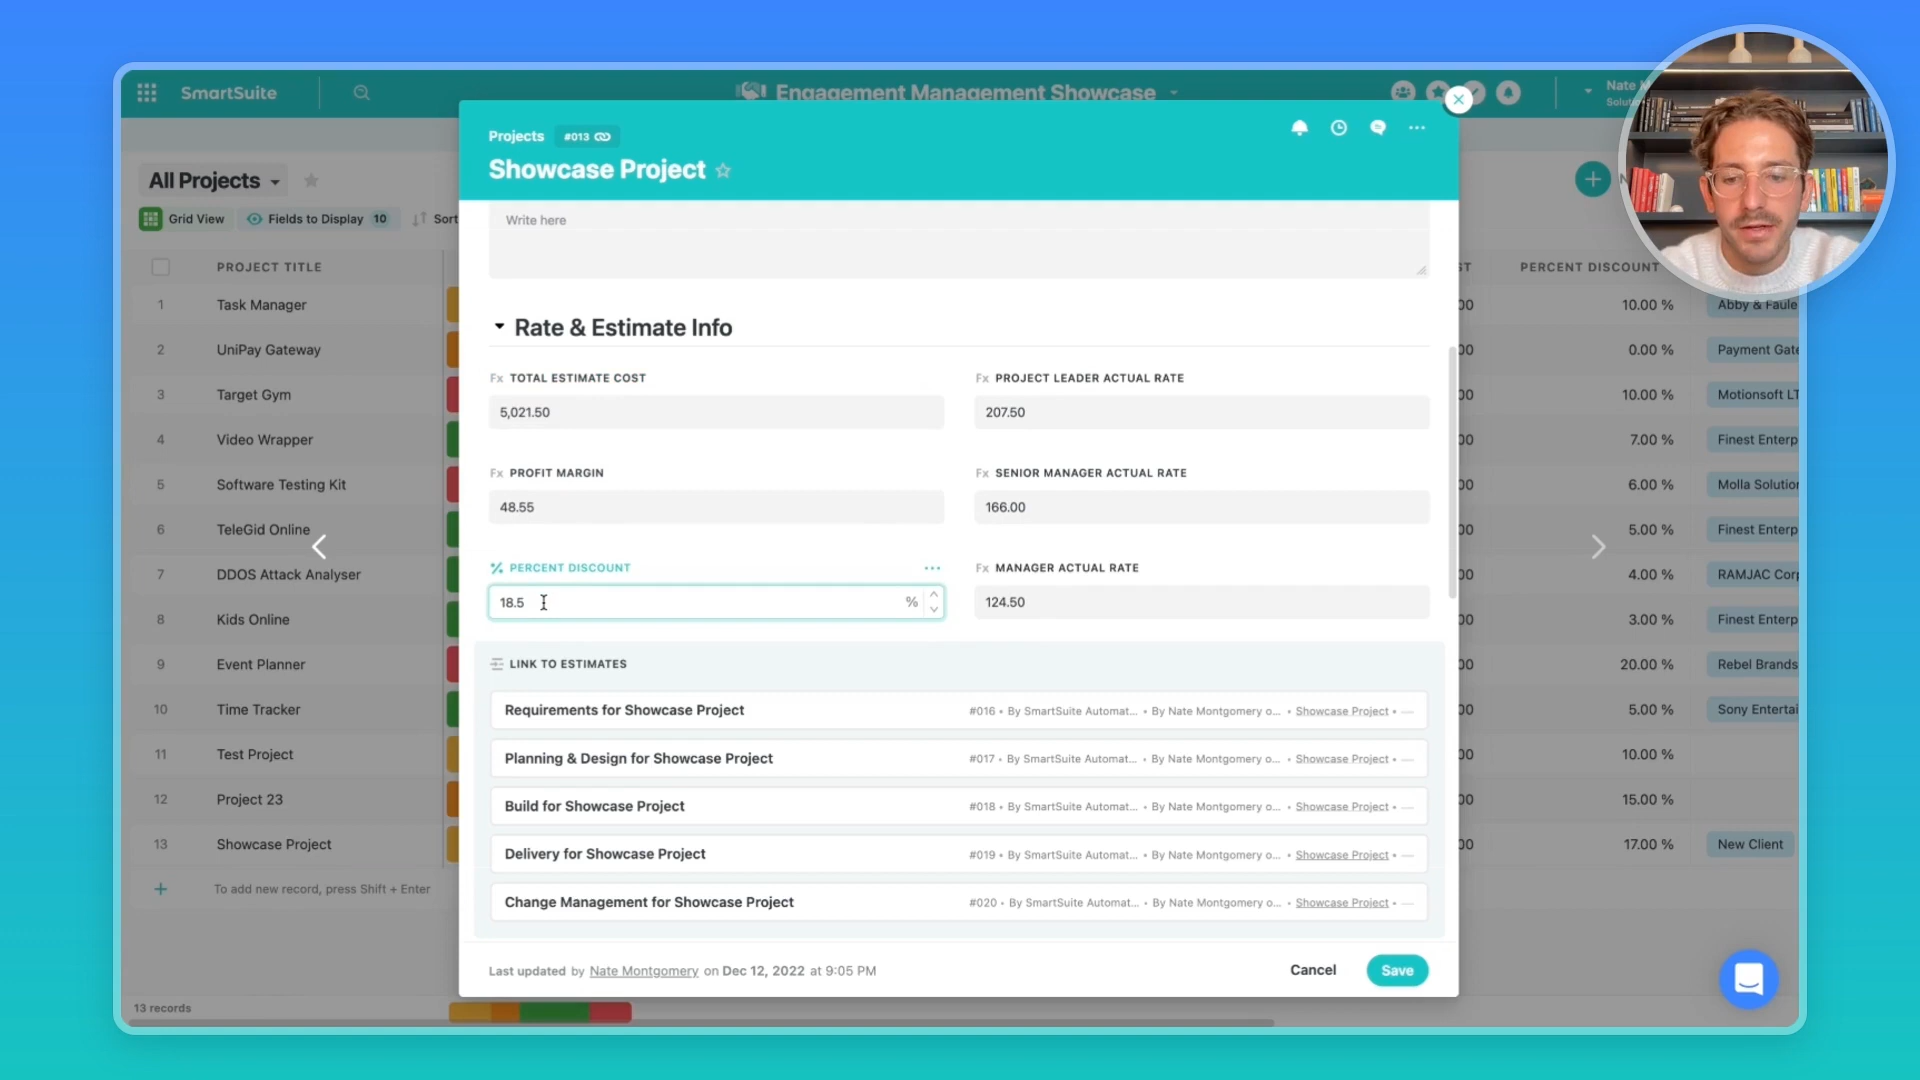 SmartSuite
Engagement Management Showcase
Nate
All Projects
Grid View
Fields to Display 10
Sort
PROJECT TITLE
1 Task Manager
2 UniPay Gateway
3 Target Gym
4 Video Wrapper
5 Software Testing Kit
6 TeleGid Online
7 DDOS Attack Analyser
8 Kids Online
9 Event Planner
10 Time Tracker
11 Test Project
12 Project 23
13 Showcase Project
To add new record, press Shift + Enter
13 records
Projects #013
Showcase Project
Write here
Rate & Estimate Info
Fx TOTAL ESTIMATE COST
5,021.50
Fx PROJECT LEADER ACTUAL RATE
207.50
Fx PROFIT MARGIN
48.55
Fx SENIOR MANAGER ACTUAL RATE
166.00
PERCENT DISCOUNT
18.5 %
Fx MANAGER ACTUAL RATE
124.50
LINK TO ESTIMATES
Requirements for Showcase Project #016 • By SmartSuite Automat... • By Nate Montgomery o... • Showcase Project • —
Planning & Design for Showcase Project #017 • By SmartSuite Automat... • By Nate Montgomery o... • Showcase Project • —
Build for Showcase Project #018 • By SmartSuite Automat... • By Nate Montgomery o... • Showcase Project • —
Delivery for Showcase Project #019 • By SmartSuite Automat... • By Nate Montgomery o... • Showcase Project • —
Change Management for Showcase Project #020 • By SmartSuite Automat... • By Nate Montgomery o... • Showcase Project • —
Last updated by Nate Montgomery on Dec 12, 2022 at 9:05 PM
Cancel
Save
PERCENT DISCOUNT
10.00 % Abby & Faule
0.00 % Payment Gate
10.00 % Motionsoft LT
7.00 % Finest Enterp
6.00 % Molla Solution
5.00 % Finest Enterp
4.00 % RAMJAC Corp
3.00 % Finest Enterp
20.00 % Rebel Brands
5.00 % Sony Entertai
10.00 %
15.00 %
17.00 % New Client